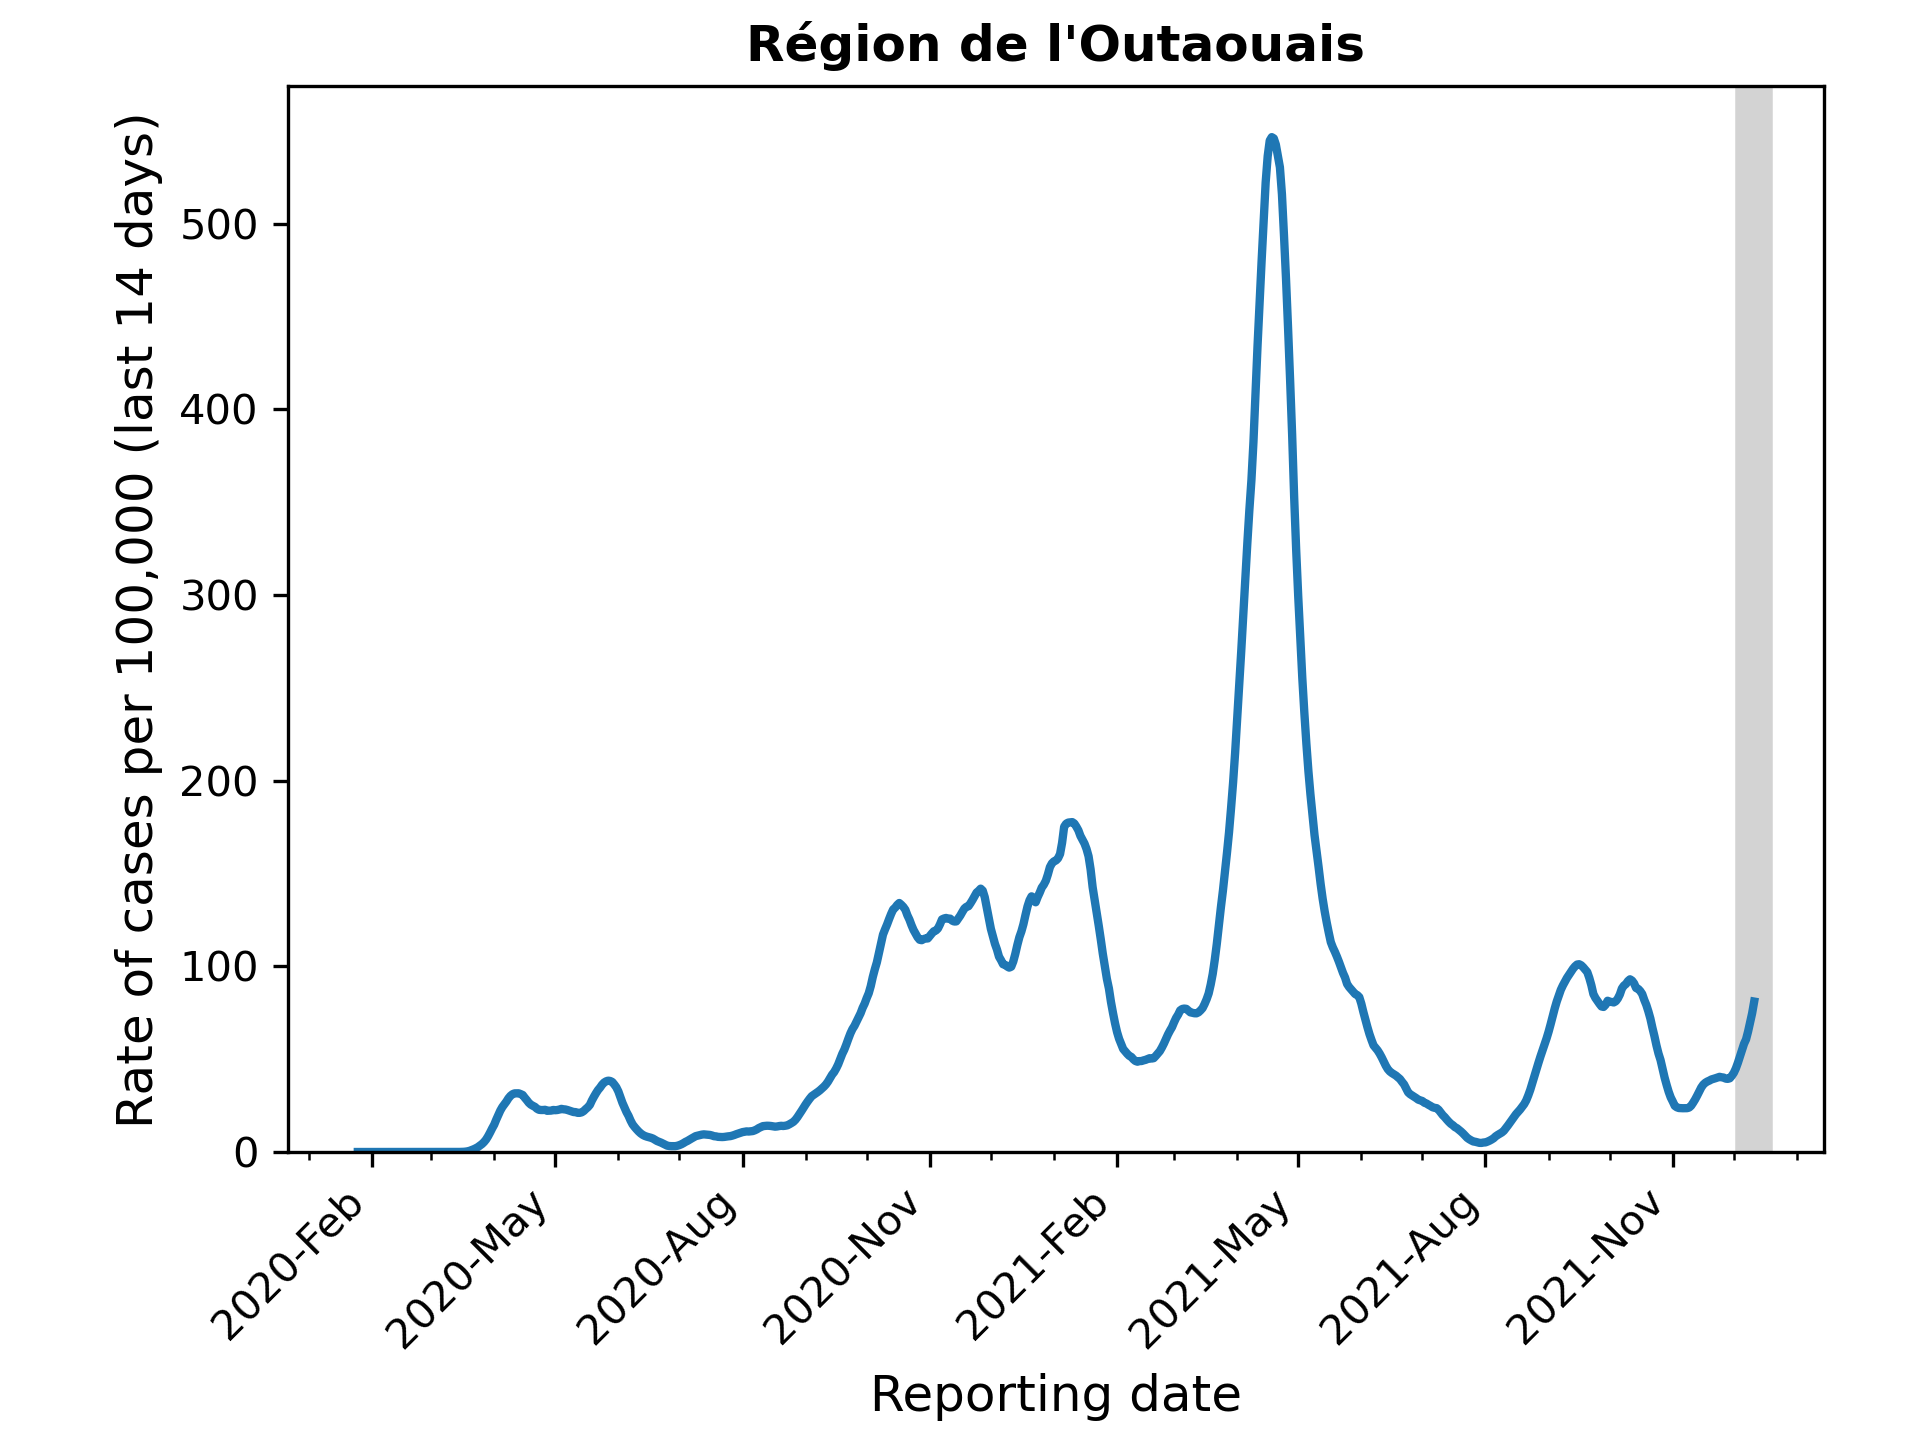 Région de l'Outaouais
Rate of cases per 100,000 (last 14 days)
500
400
300
200
100
0
2020-Feb
2020-May
2020-Aug
2020-Nov
2021-Feb
2021-May
2021-Aug
2021-Nov
Reporting date